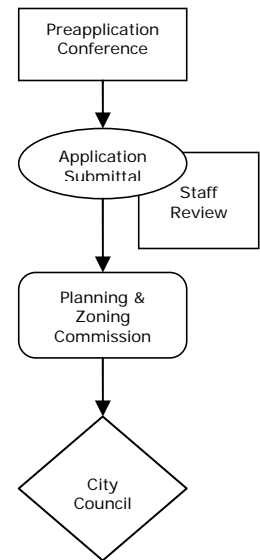 Preapplication
Conference
Application
Submittal
Staff
Review
Planning &
Zoning
Commission
City
Council